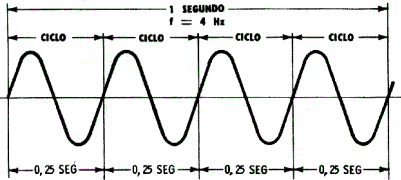 1 SEGUNDO
f = 4 Hz
CICLO CICLO CICLO CICLO
0,25 SEG 0,25 SEG 0,25 SEG 0,25 SEG